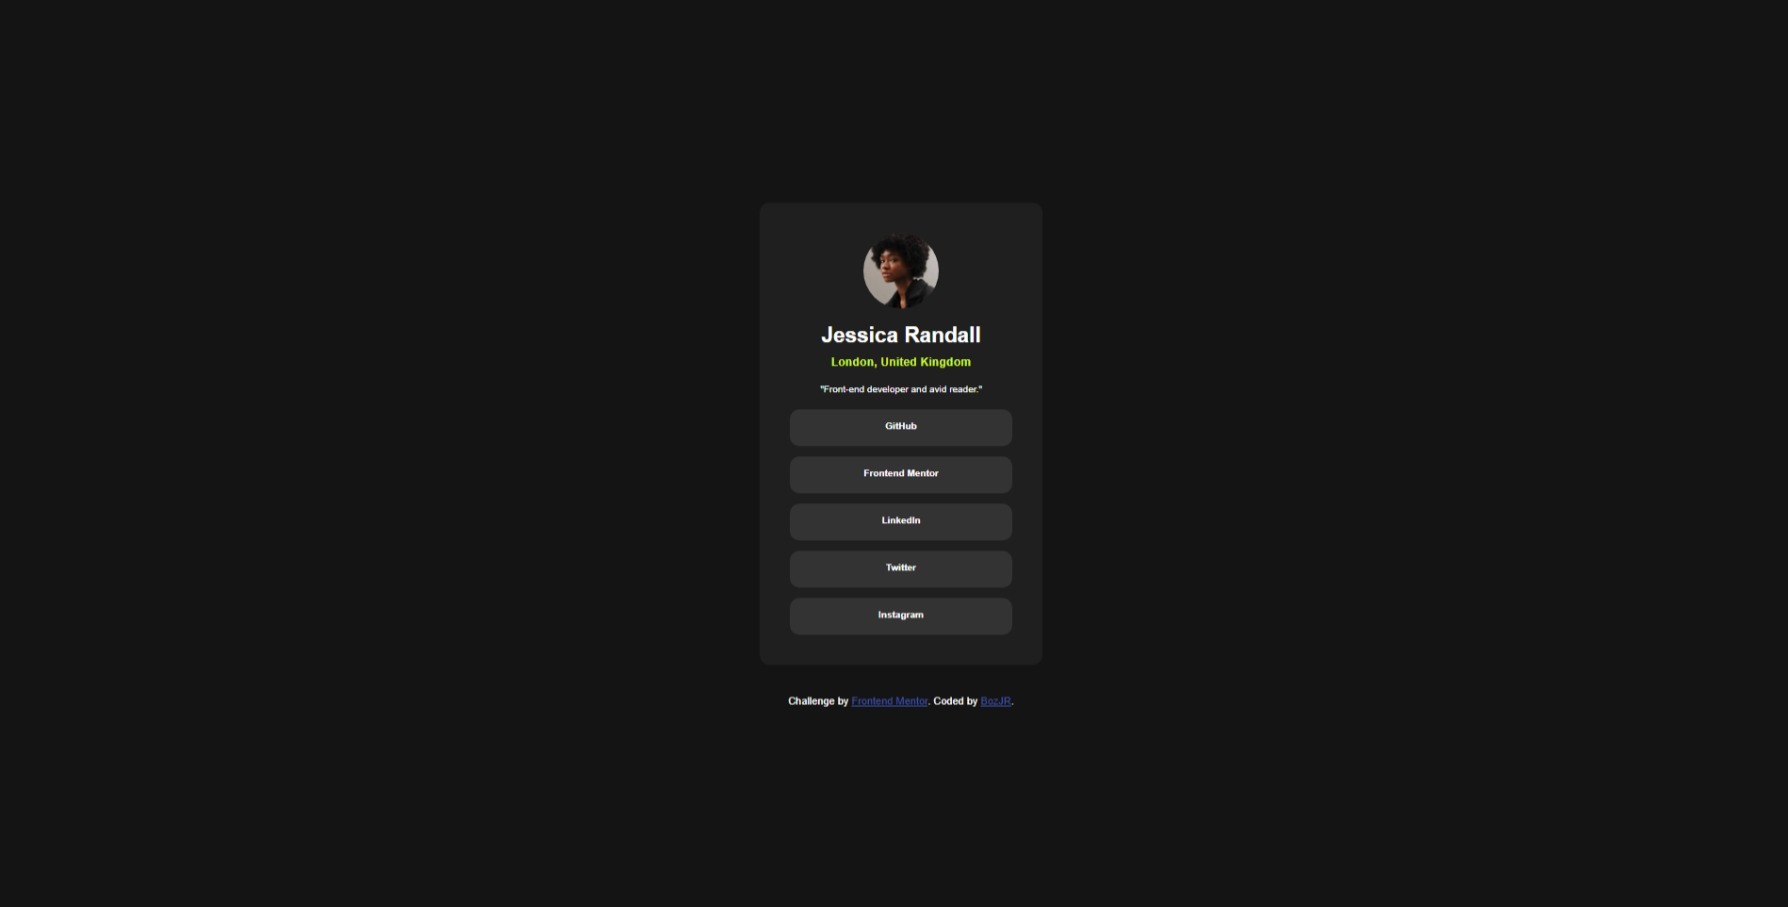 Jessica Randall
London, United Kingdom
"Front-end developer and avid reader."
GitHub
Frontend Mentor
LinkedIn
Twitter
Instagram
Challenge by Frontend Mentor. Coded by BozJR.